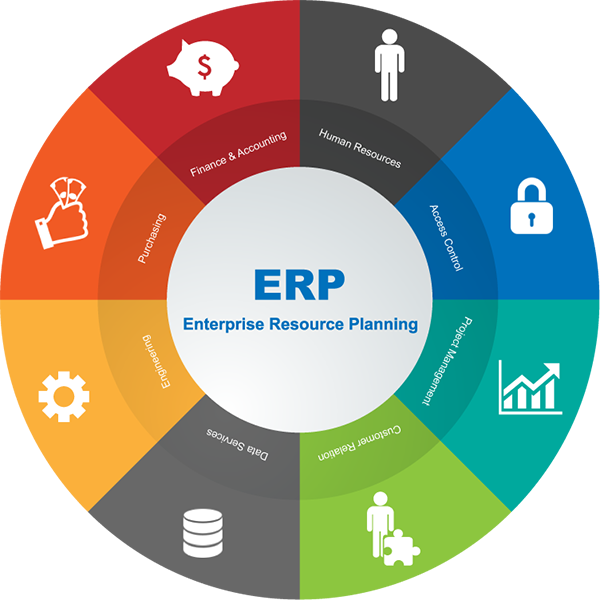 ERP
Enterprise Resource Planning
Human Resources
Access Control
Project Management
Customer Relation
Data Services
Engineering
Purchasing
Finance & Accounting
$